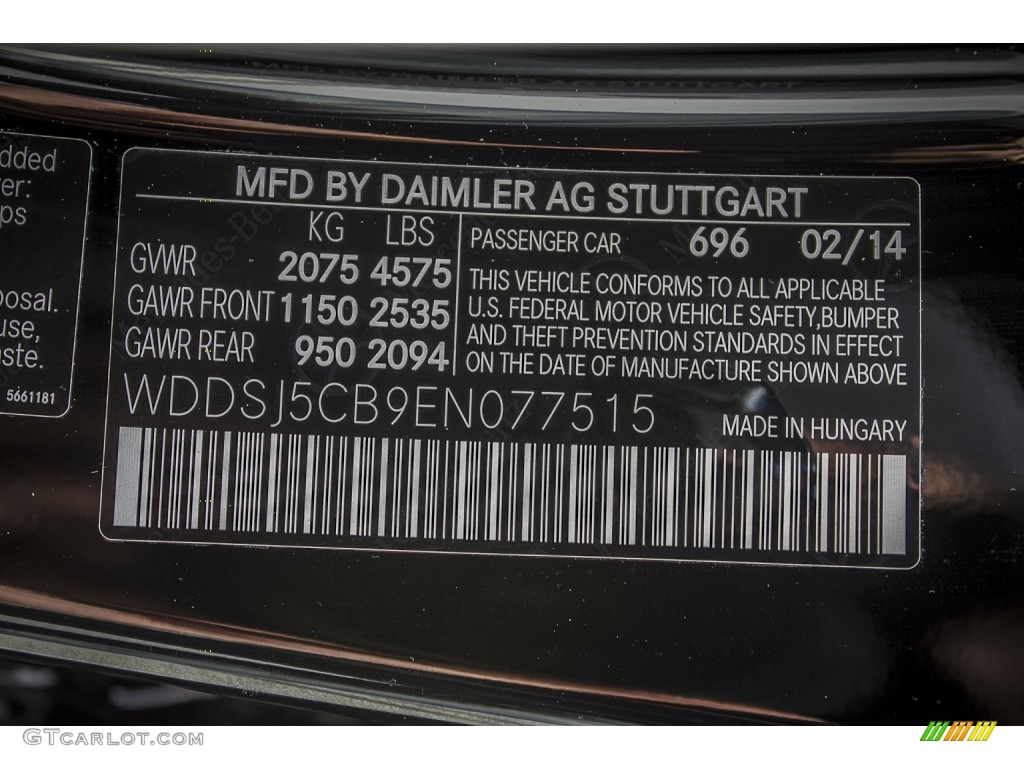 dded
er:
ps
posal.
use,
aste.
5661181
MFD BY DAIMLER AG STUTTGART
KG LBS
GVWR 2075 4575
GAWR FRONT 1150 2535
GAWR REAR 950 2094
PASSENGER CAR 696 02/14
THIS VEHICLE CONFORMS TO ALL APPLICABLE
U.S. FEDERAL MOTOR VEHICLE SAFETY,BUMPER
AND THEFT PREVENTION STANDARDS IN EFFECT
ON THE DATE OF MANUFACTURE SHOWN ABOVE
WDDSJ5CB9EN077515
MADE IN HUNGARY
GTCARLOT.COM